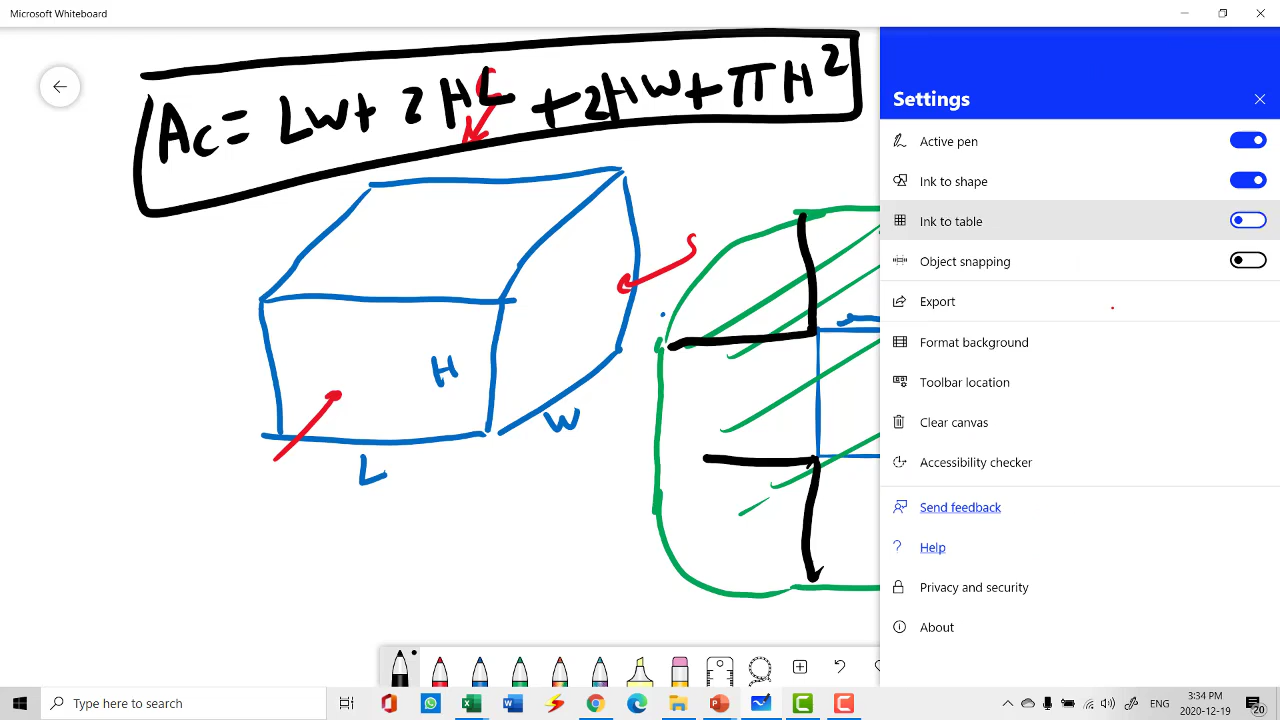 Microsoft Whiteboard
Ac = LW + 2HL + 2HW + πH²
S
H
W
L
Settings
Active pen
Ink to shape
Ink to table
Object snapping
Export
Format background
Toolbar location
Clear canvas
Accessibility checker
Send feedback
Help
Privacy and security
About
Type here to search
3:34 PM
2020-12-19
20